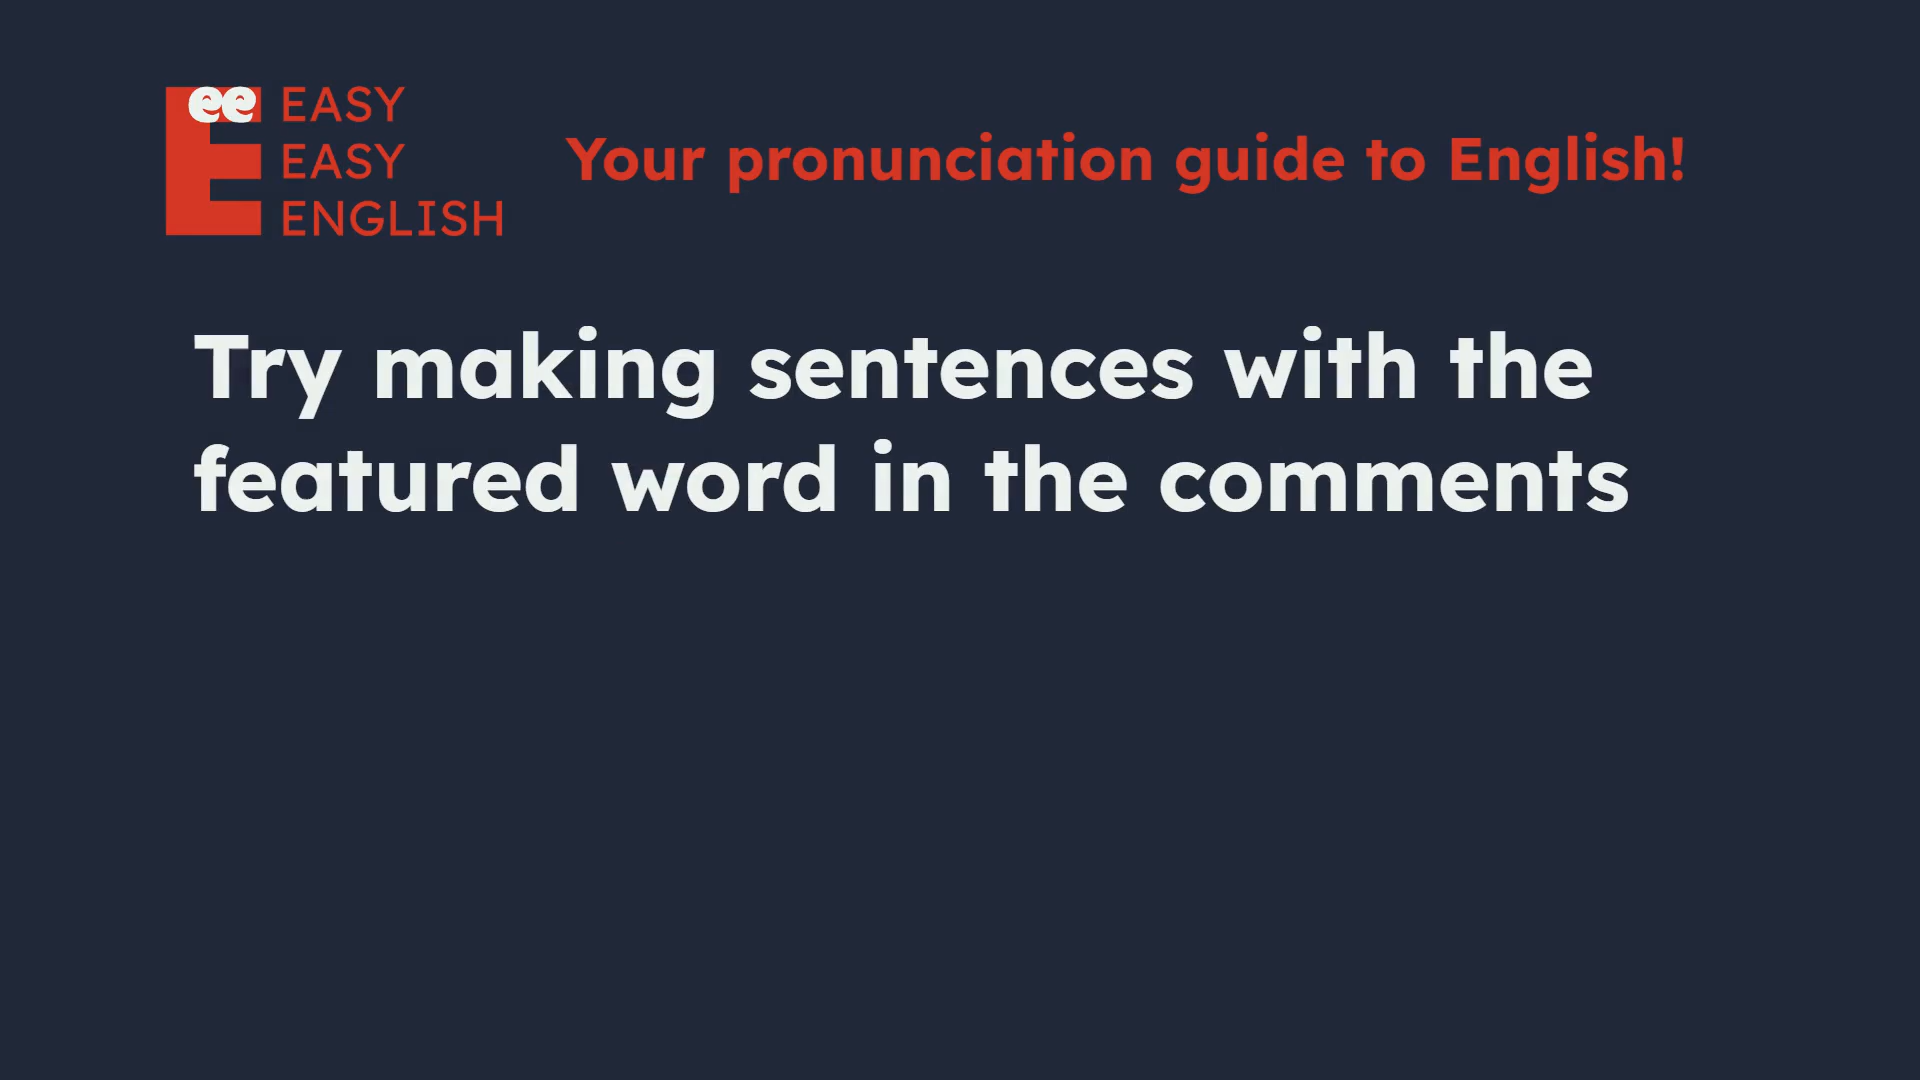 ee
EASY
EASY
ENGLISH
Your pronunciation guide to English!
Try making sentences with the
featured word in the comments